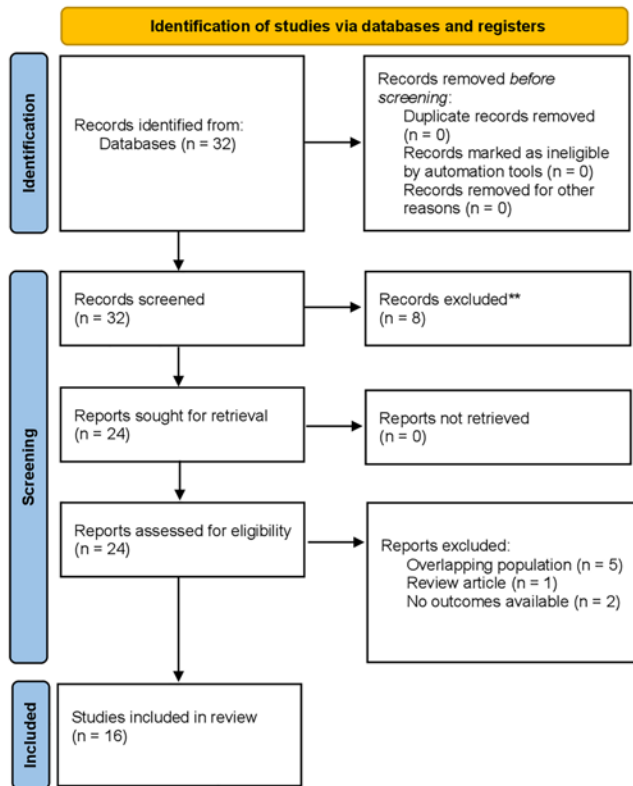 Identification of studies via databases and registers
Identification
Records identified from:
Databases (n = 32)
Records removed before
screening:
Duplicate records removed
(n = 0)
Records marked as ineligible
by automation tools (n = 0)
Records removed for other
reasons (n = 0)
Screening
Records screened
(n = 32)
Records excluded**
(n = 8)
Reports sought for retrieval
(n = 24)
Reports not retrieved
(n = 0)
Reports assessed for eligibility
(n = 24)
Reports excluded:
Overlapping population (n = 5)
Review article (n = 1)
No outcomes available (n = 2)
Included
Studies included in review
(n = 16)